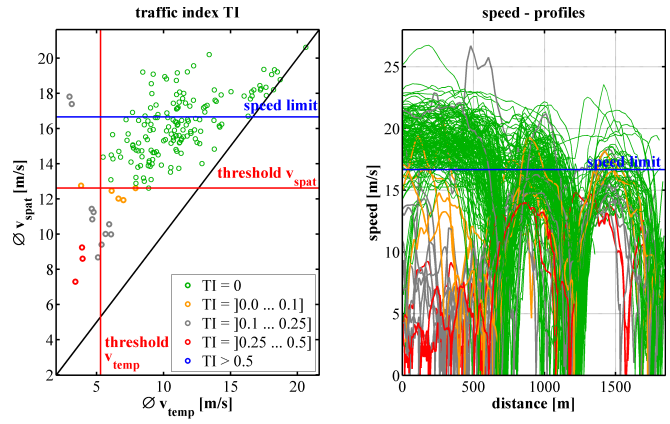 traffic index TI
20
18
16
14
12
10
8
6
4
2
∅ v_spat [m/s]
speed limit
threshold v_spat
threshold
v_temp
TI = 0
TI = ]0.0 ... 0.1]
TI = ]0.1 ... 0.25]
TI = ]0.25 ... 0.5]
TI > 0.5
5 10 15 20
∅ v_temp [m/s]
speed - profiles
25
20
15
10
5
0
speed [m/s]
speed limit
0 500 1000 1500
distance [m]